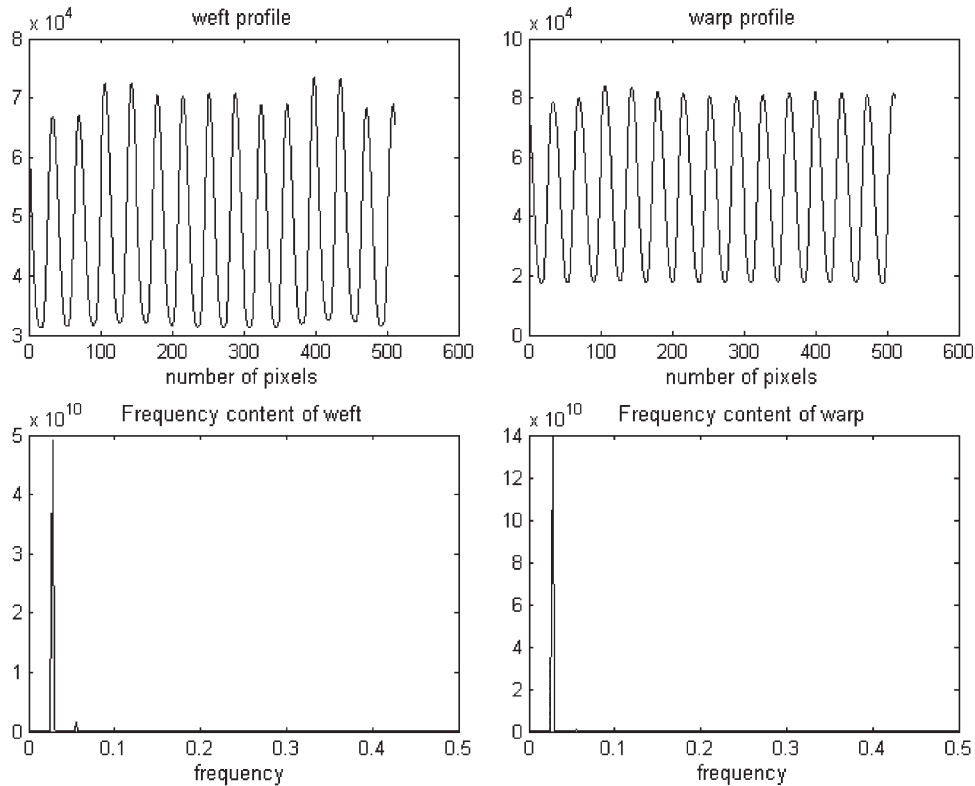 weft profile
x 10^4
8
7
6
5
4
3
0 100 200 300 400 500 600
number of pixels
warp profile
x 10^4
10
8
6
4
2
0
0 100 200 300 400 500 600
number of pixels
Frequency content of weft
x 10^10
5
4
3
2
1
0
0 0.1 0.2 0.3 0.4 0.5
frequency
Frequency content of warp
x 10^10
14
12
10
8
6
4
2
0
0 0.1 0.2 0.3 0.4 0.5
frequency